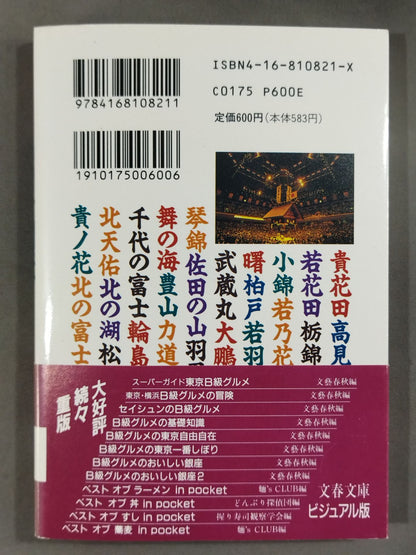 ISBN4-16-810821-X
C0175 P600E
定価600円(本体583円)
9784168108211
1910175006006
貴花田 高見
若花田 栃錦
小錦 若乃花
曙 柏戸 若羽
武蔵丸 大鵬
琴錦 佐田の山 羽黒
舞の海 豊山 力道
千代の富士 輪島
北天佑 北の湖 松
貴ノ花 北の富士
大好評
続々
重版
スーパーガイド東京B級グルメ 文藝春秋編
東京・横浜B級グルメの冒険 文藝春秋編
セイシュンのB級グルメ 文藝春秋編
B級グルメの基礎知識 文藝春秋編
B級グルメの東京自由自在 文藝春秋編
B級グルメの東京一番しぼり 文藝春秋編
B級グルメのおいしい銀座 文藝春秋編
B級グルメのおいしい銀座2 文藝春秋編
ベスト オブ ラーメン in pocket 麺's CLUB編
ベスト オブ 丼 in pocket どんぶり探偵団編
ベスト オブ すし in pocket 握り寿司観察学会編
ベスト オブ 蕎麦 in pocket 麺's CLUB編
文春文庫
ビジュアル版